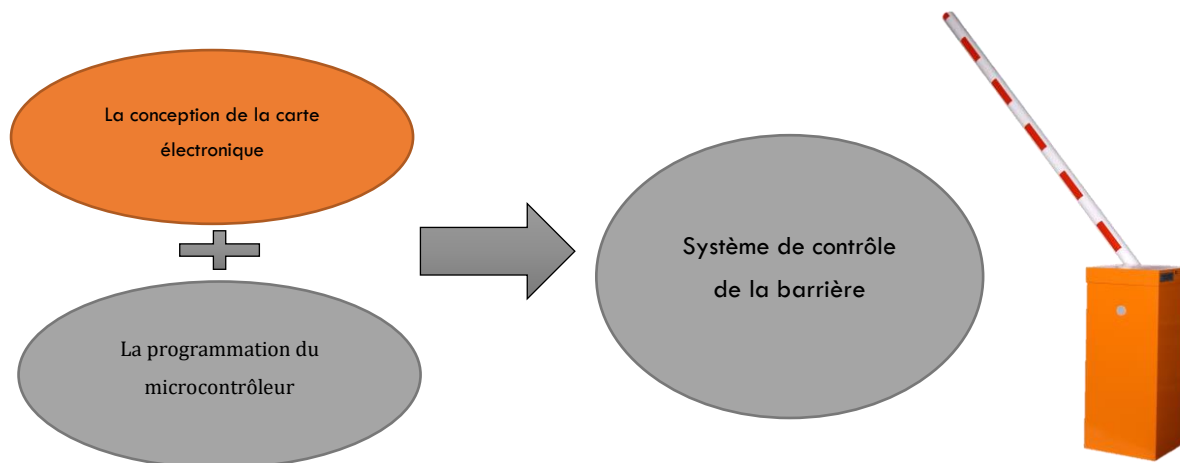 La conception de la carte
électronique
La programmation du
microcontrôleur
Système de contrôle
de la barrière